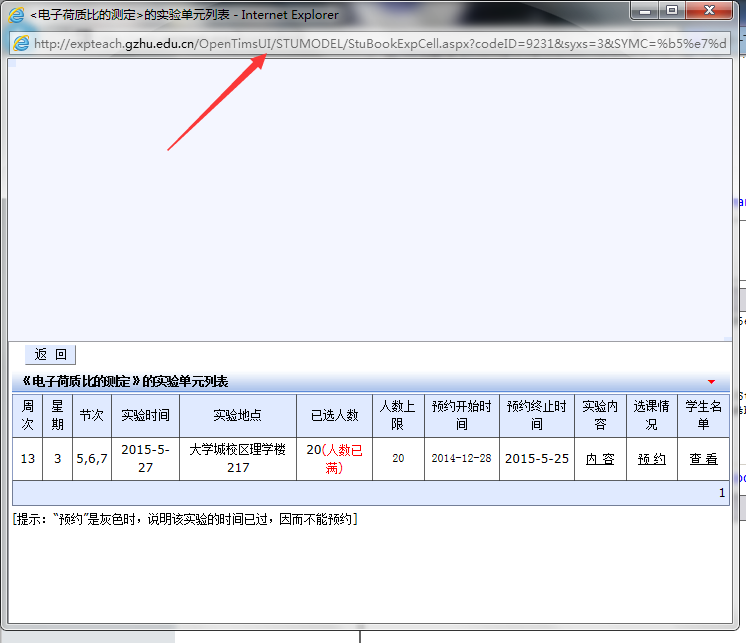 <电子荷质比的测定>的实验单元列表 - Internet Explorer
http://expteach.gzhu.edu.cn/OpenTimsUI/STUMODEL/StuBookExpCell.aspx?codeID=9231&syxs=3&SYMC=%b5%e7%d
返 回
《电子荷质比的测定》的实验单元列表
周次 星期 节次 实验时间 实验地点 已选人数 人数上限 预约开始时间 预约终止时间 实验内容 选课情况 学生名单
13 3 5,6,7 2015-5-27 大学城校区理学楼217 20(人数已满) 20 2014-12-28 2015-5-25 内 容 预 约 查 看
1
[提示：“预约”是灰色时，说明该实验的时间已过，因而不能预约]